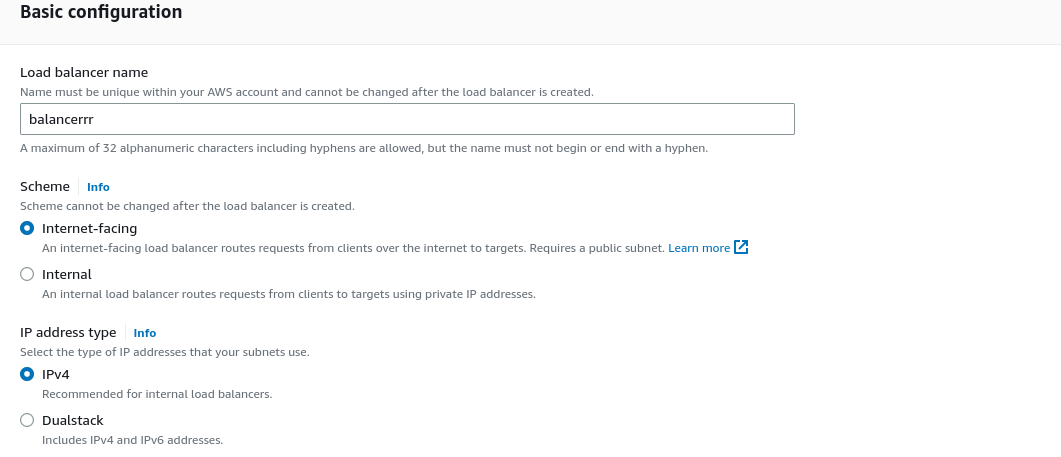 Basic configuration
Load balancer name
Name must be unique within your AWS account and cannot be changed after the load balancer is created.
balancerrr
A maximum of 32 alphanumeric characters including hyphens are allowed, but the name must not begin or end with a hyphen.
Scheme Info
Scheme cannot be changed after the load balancer is created.
Internet-facing
An internet-facing load balancer routes requests from clients over the internet to targets. Requires a public subnet. Learn more
Internal
An internal load balancer routes requests from clients to targets using private IP addresses.
IP address type Info
Select the type of IP addresses that your subnets use.
IPv4
Recommended for internal load balancers.
Dualstack
Includes IPv4 and IPv6 addresses.